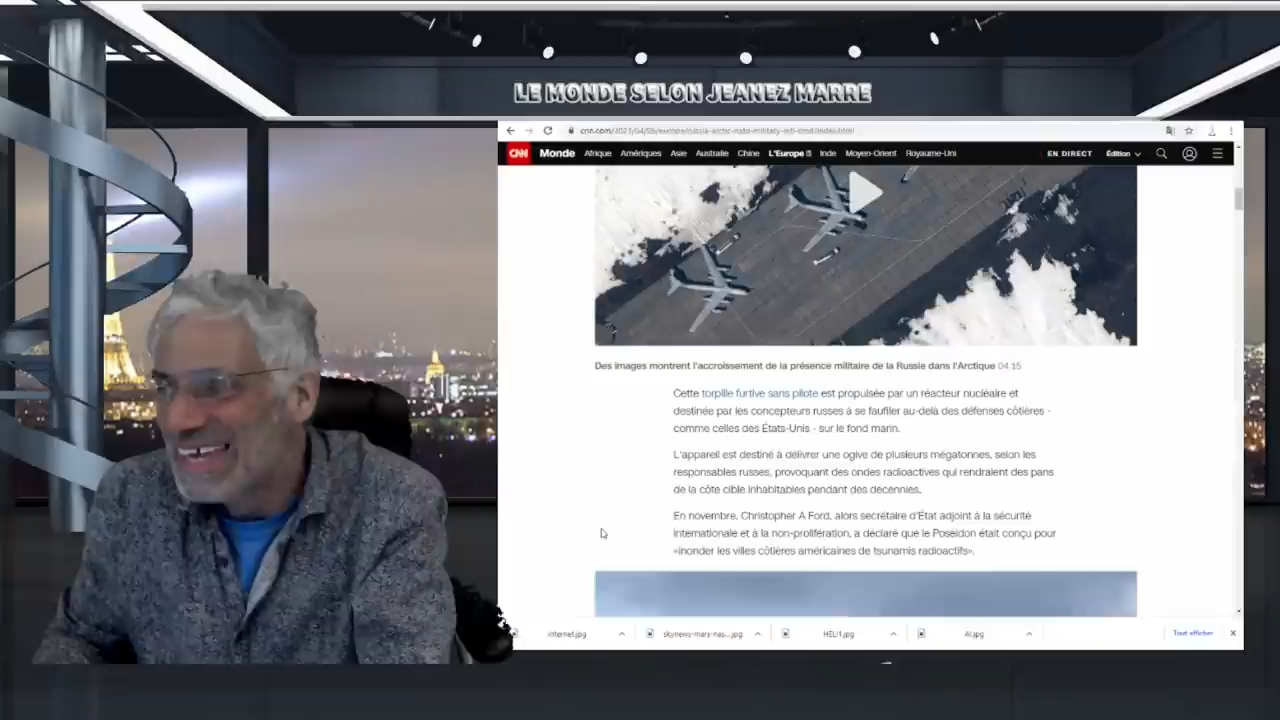 LE MONDE SELON JEANEZ MARRE
cnn.com/2021/04/05/europe/russia-arctic-nato-military-intl-cmd/index.html
CNN Monde Afrique Amériques Asie Australie Chine L'Europe Inde Moyen-Orient Royaume-Uni EN DIRECT Édition
Des images montrent l'accroissement de la présence militaire de la Russie dans l'Arctique 04:15
Cette torpille furtive sans pilote est propulsée par un réacteur nucléaire et
destinée par les concepteurs russes à se faufiler au-delà des défenses côtières -
comme celles des États-Unis - sur le fond marin.
L'appareil est destiné à délivrer une ogive de plusieurs mégatonnes, selon les
responsables russes, provoquant des ondes radioactives qui rendraient des pans
de la côte cible inhabitables pendant des décennies.
En novembre, Christopher A Ford, alors secrétaire d'État adjoint à la sécurité
internationale et à la non-prolifération, a déclaré que le Poseidon était conçu pour
«inonder les villes côtières américaines de tsunamis radioactifs».
internet.jpg skynews-mars-nas....jpg HELI1.jpg AI.jpg Tout afficher